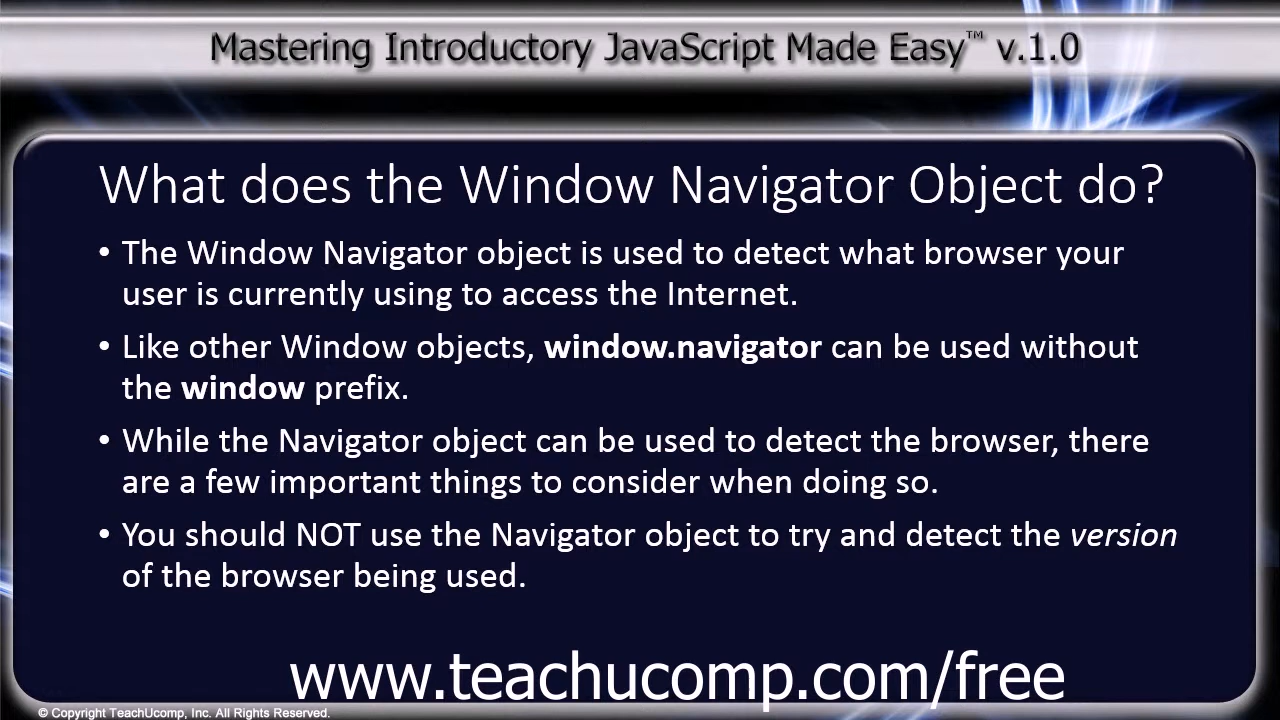 Mastering Introductory JavaScript Made Easy™ v.1.0
What does the Window Navigator Object do?
• The Window Navigator object is used to detect what browser your
user is currently using to access the Internet.
• Like other Window objects, window.navigator can be used without
the window prefix.
• While the Navigator object can be used to detect the browser, there
are a few important things to consider when doing so.
• You should NOT use the Navigator object to try and detect the version
of the browser being used.
www.teachucomp.com/free
© Copyright TeachUcomp, Inc. All Rights Reserved.